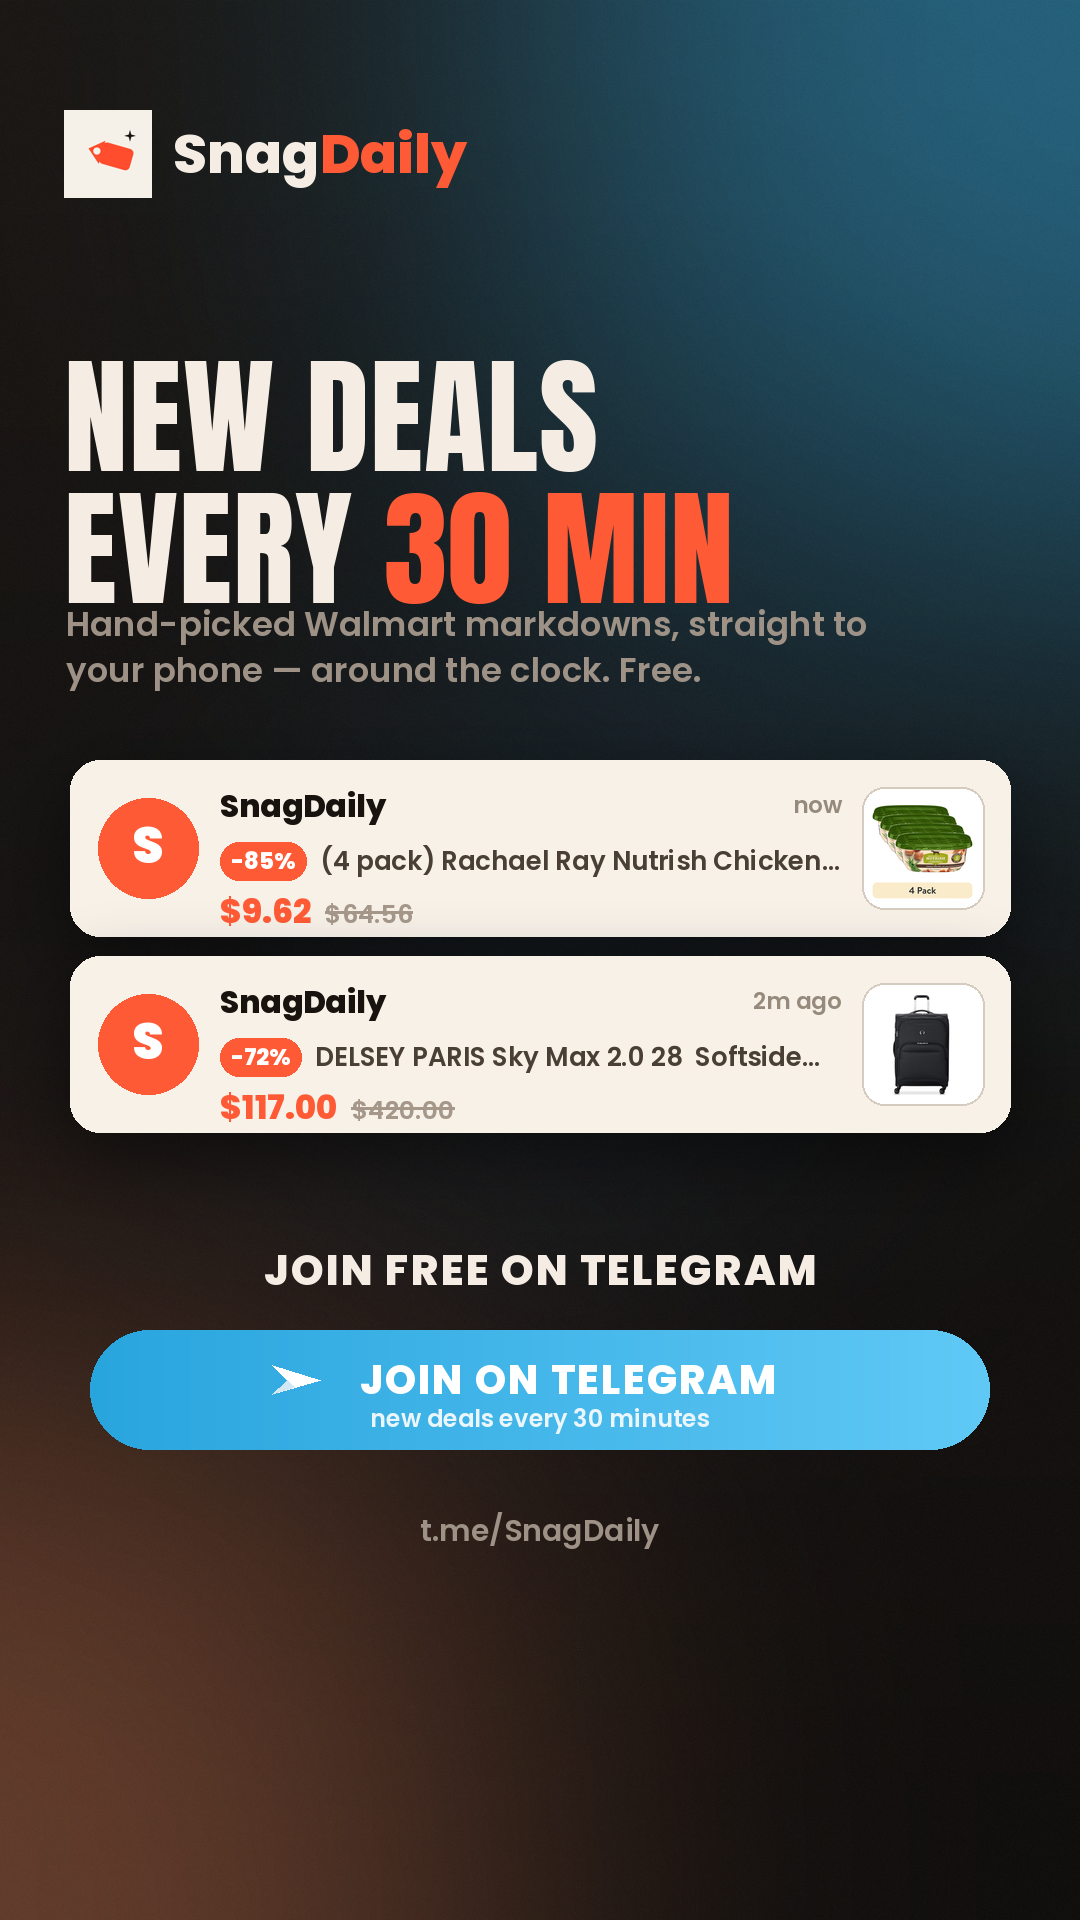 SnagDaily
NEW DEALS
EVERY 30 MIN
Hand-picked Walmart markdowns, straight to
your phone — around the clock. Free.
SnagDaily now
S
-85% (4 pack) Rachael Ray Nutrish Chicken...
$9.62 $64.56
4 Pack
SnagDaily 2m ago
S
-72% DELSEY PARIS Sky Max 2.0 28 Softside...
$117.00 $420.00
JOIN FREE ON TELEGRAM
JOIN ON TELEGRAM
new deals every 30 minutes
t.me/SnagDaily